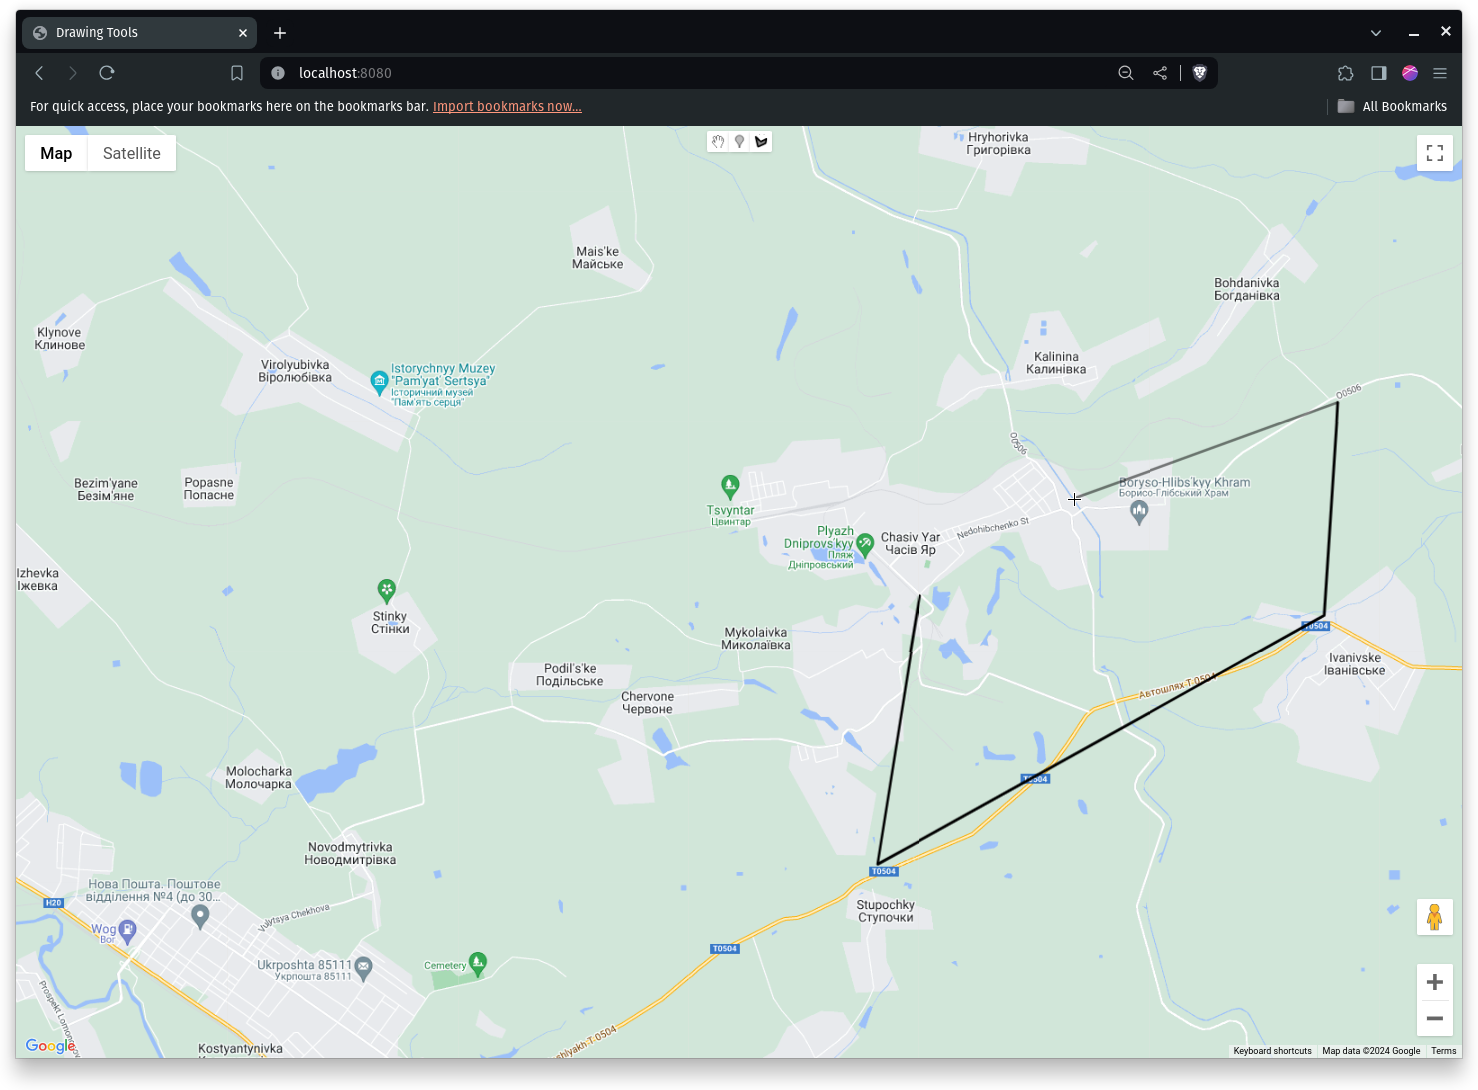 Drawing Tools
localhost:8080
For quick access, place your bookmarks here on the bookmarks bar. Import bookmarks now...
All Bookmarks
Map
Satellite
Hryhorivka
Григорівка
Mais'ke
Майське
Bohdanivka
Богданівка
Klynove
Клинове
Virolyubivka
Віролюбівка
Istorychnyy Muzey
"Pam'yat' Sertsya"
Історичний музей
"Пам'ять серця"
Kalinina
Калинівка
O0506
O0506
Bezim'yane
Безім'яне
Popasne
Попасне
Tsvyntar
Цвинтар
Boryso-Hlibs'kyy Khram
Борисо-Глібський Храм
Plyazh
Dniprovs'kyy
Пляж
Дніпровський
Chasiv Yar
Часів Яр
Nedohibchenko St
Izhevka
Іжевка
Stinky
Стінки
Mykolaivka
Миколаївка
T0504
Ivanivske
Іванівське
Podil's'ke
Подільське
Chervone
Червоне
Автошлях Т 0504
Molocharka
Молочарка
T0504
Novodmytrivka
Новодмитрівка
T0504
Нова Пошта. Поштове
відділення №4 (до 30...
H20
Vulytsya Chekhova
Stupochky
Ступочки
Wog
Вог
T0504
Ukrposhta 85111
Укрпошта 85111
Cemetery
Prospekt Lomono
shlyakh T 0504
Google
Kostyantynivka
Keyboard shortcuts
Map data ©2024 Google
Terms